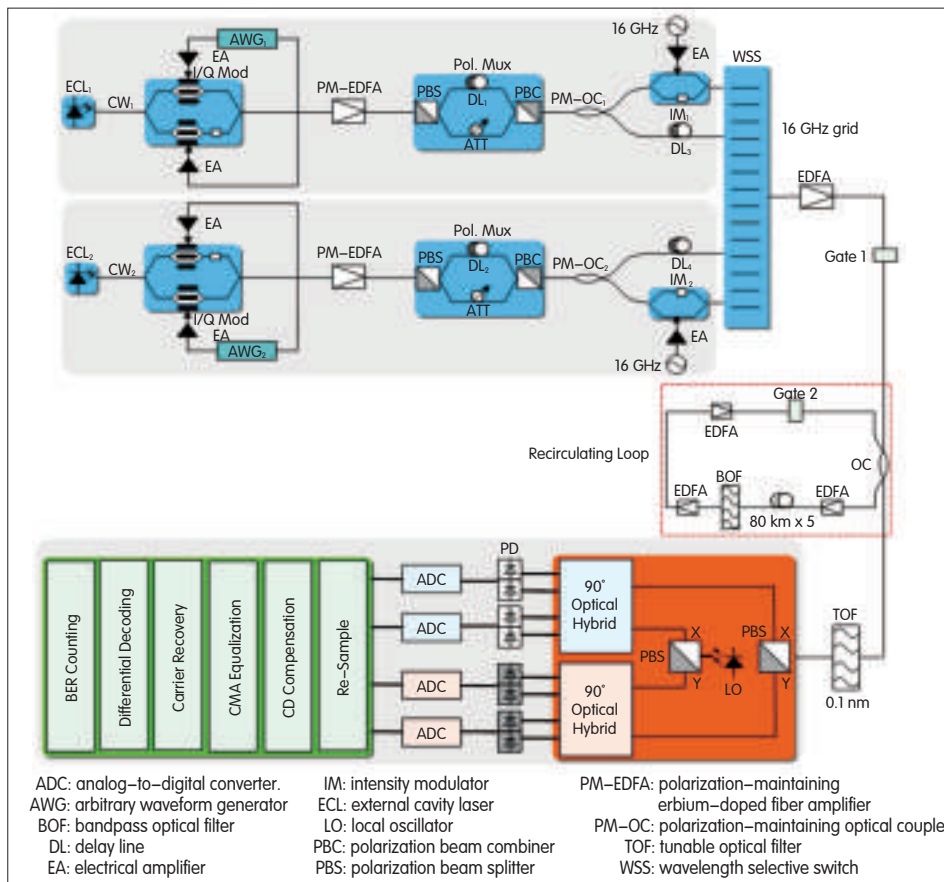 16 GHz
AWG₁
EA
EA
I/Q Mod
WSS
ECL₁
CW₁
PM-EDFA
Pol. Mux
PBS
DL₁
PBC
PM-OC₁
ATT
IM₁
DL₃
EA
16 GHz grid
EDFA
EA
ECL₂
CW₂
PM-EDFA
Pol. Mux
PBS
DL₂
PBC
PM-OC₂
ATT
DL₄
IM₂
Gate 1
I/Q Mod
EA
AWG₂
EA
16 GHz
Gate 2
EDFA
Recirculating Loop
OC
BOF
EDFA
EDFA
80 km x 5
PD
BER Counting
Differential Decoding
Carrier Recovery
CMA Equalization
CD Compensation
Re-Sample
ADC
ADC
ADC
ADC
90°
Optical
Hybrid
90°
Optical
Hybrid
X
PBS
Y
LO
PBS
X
Y
TOF
0.1 nm
ADC: analog-to-digital converter.
AWG: arbitrary waveform generator
BOF: bandpass optical filter
DL: delay line
EA: electrical amplifier
IM: intensity modulator
ECL: external cavity laser
LO: local oscillator
PBC: polarization beam combiner
PBS: polarization beam splitter
PM-EDFA: polarization-maintaining
erbium-doped fiber amplifier
PM-OC: polarization-maintaining optical couple
TOF: tunable optical filter
WSS: wavelength selective switch